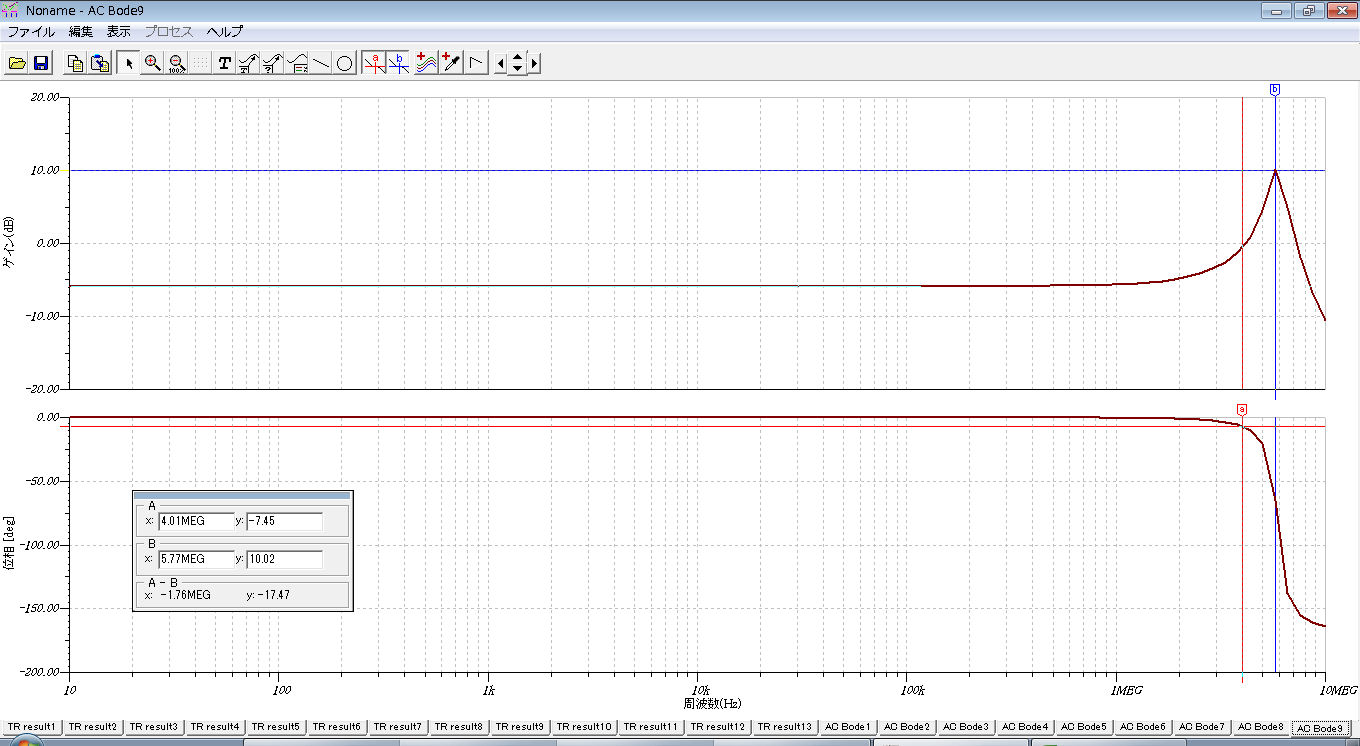 Noname - AC Bode9
ファイル 編集 表示 プロセス ヘルプ
100% T T ? a b
b
20.00
10.00
0.00
-10.00
-20.00
ゲイン(dB)
a
0.00
-50.00
-100.00
-150.00
-200.00
位相 [deg]
A
x: 4.01MEG y: -7.45
B
x: 5.77MEG y: 10.02
A - B
x: -1.76MEG y: -17.47
10 100 1k 10k 100k 1MEG 10MEG
周波数(Hz)
TR result1 TR result2 TR result3 TR result4 TR result5 TR result6 TR result7 TR result8 TR result9 TR result10 TR result11 TR result12 TR result13 AC Bode1 AC Bode2 AC Bode3 AC Bode4 AC Bode5 AC Bode6 AC Bode7 AC Bode8 AC Bode9